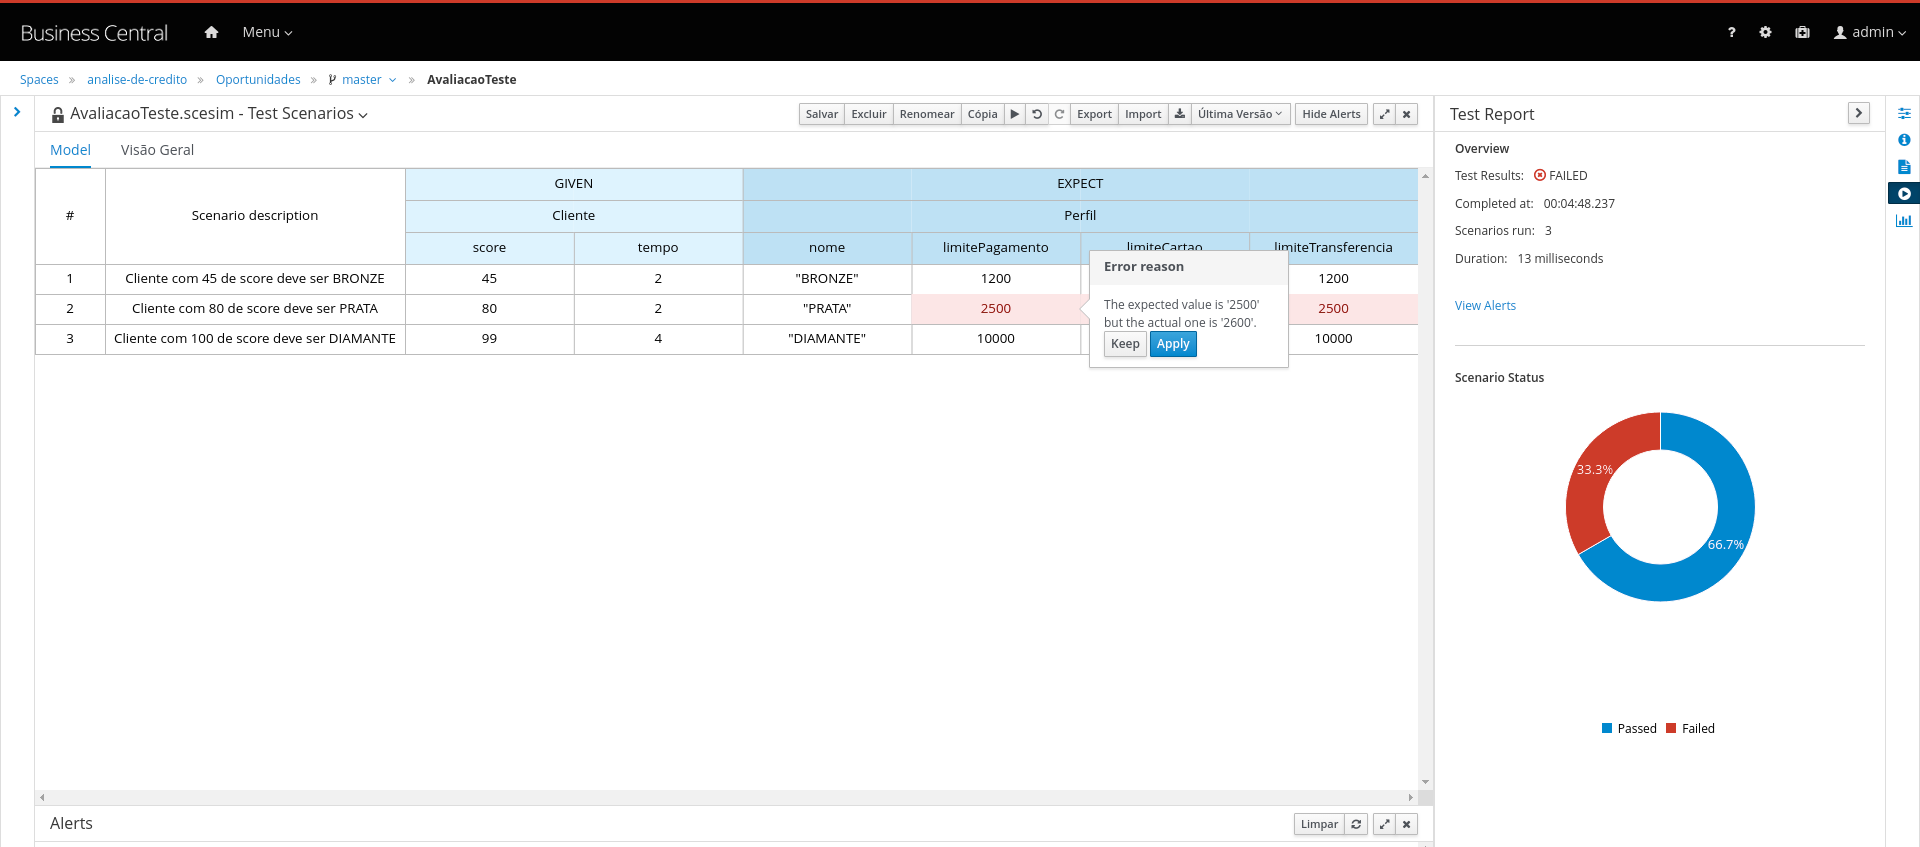 Business Central Menu ? admin
Spaces » analise-de-credito » Oportunidades » master » AvaliacaoTeste
AvaliacaoTeste.scesim - Test Scenarios
Salvar Excluir Renomear Cópia Export Import Última Versão Hide Alerts
Test Report
Model Visão Geral
# Scenario description GIVEN EXPECT
Cliente Perfil
score tempo nome limitePagamento limiteCartao limiteTransferencia
1 Cliente com 45 de score deve ser BRONZE 45 2 "BRONZE" 1200 1200
2 Cliente com 80 de score deve ser PRATA 80 2 "PRATA" 2500 2500
3 Cliente com 100 de score deve ser DIAMANTE 99 4 "DIAMANTE" 10000 10000
Error reason
The expected value is '2500'
but the actual one is '2600'.
Keep Apply
Overview
Test Results: FAILED
Completed at: 00:04:48.237
Scenarios run: 3
Duration: 13 milliseconds
View Alerts
Scenario Status
33.3%
66.7%
Passed Failed
Alerts
Limpar